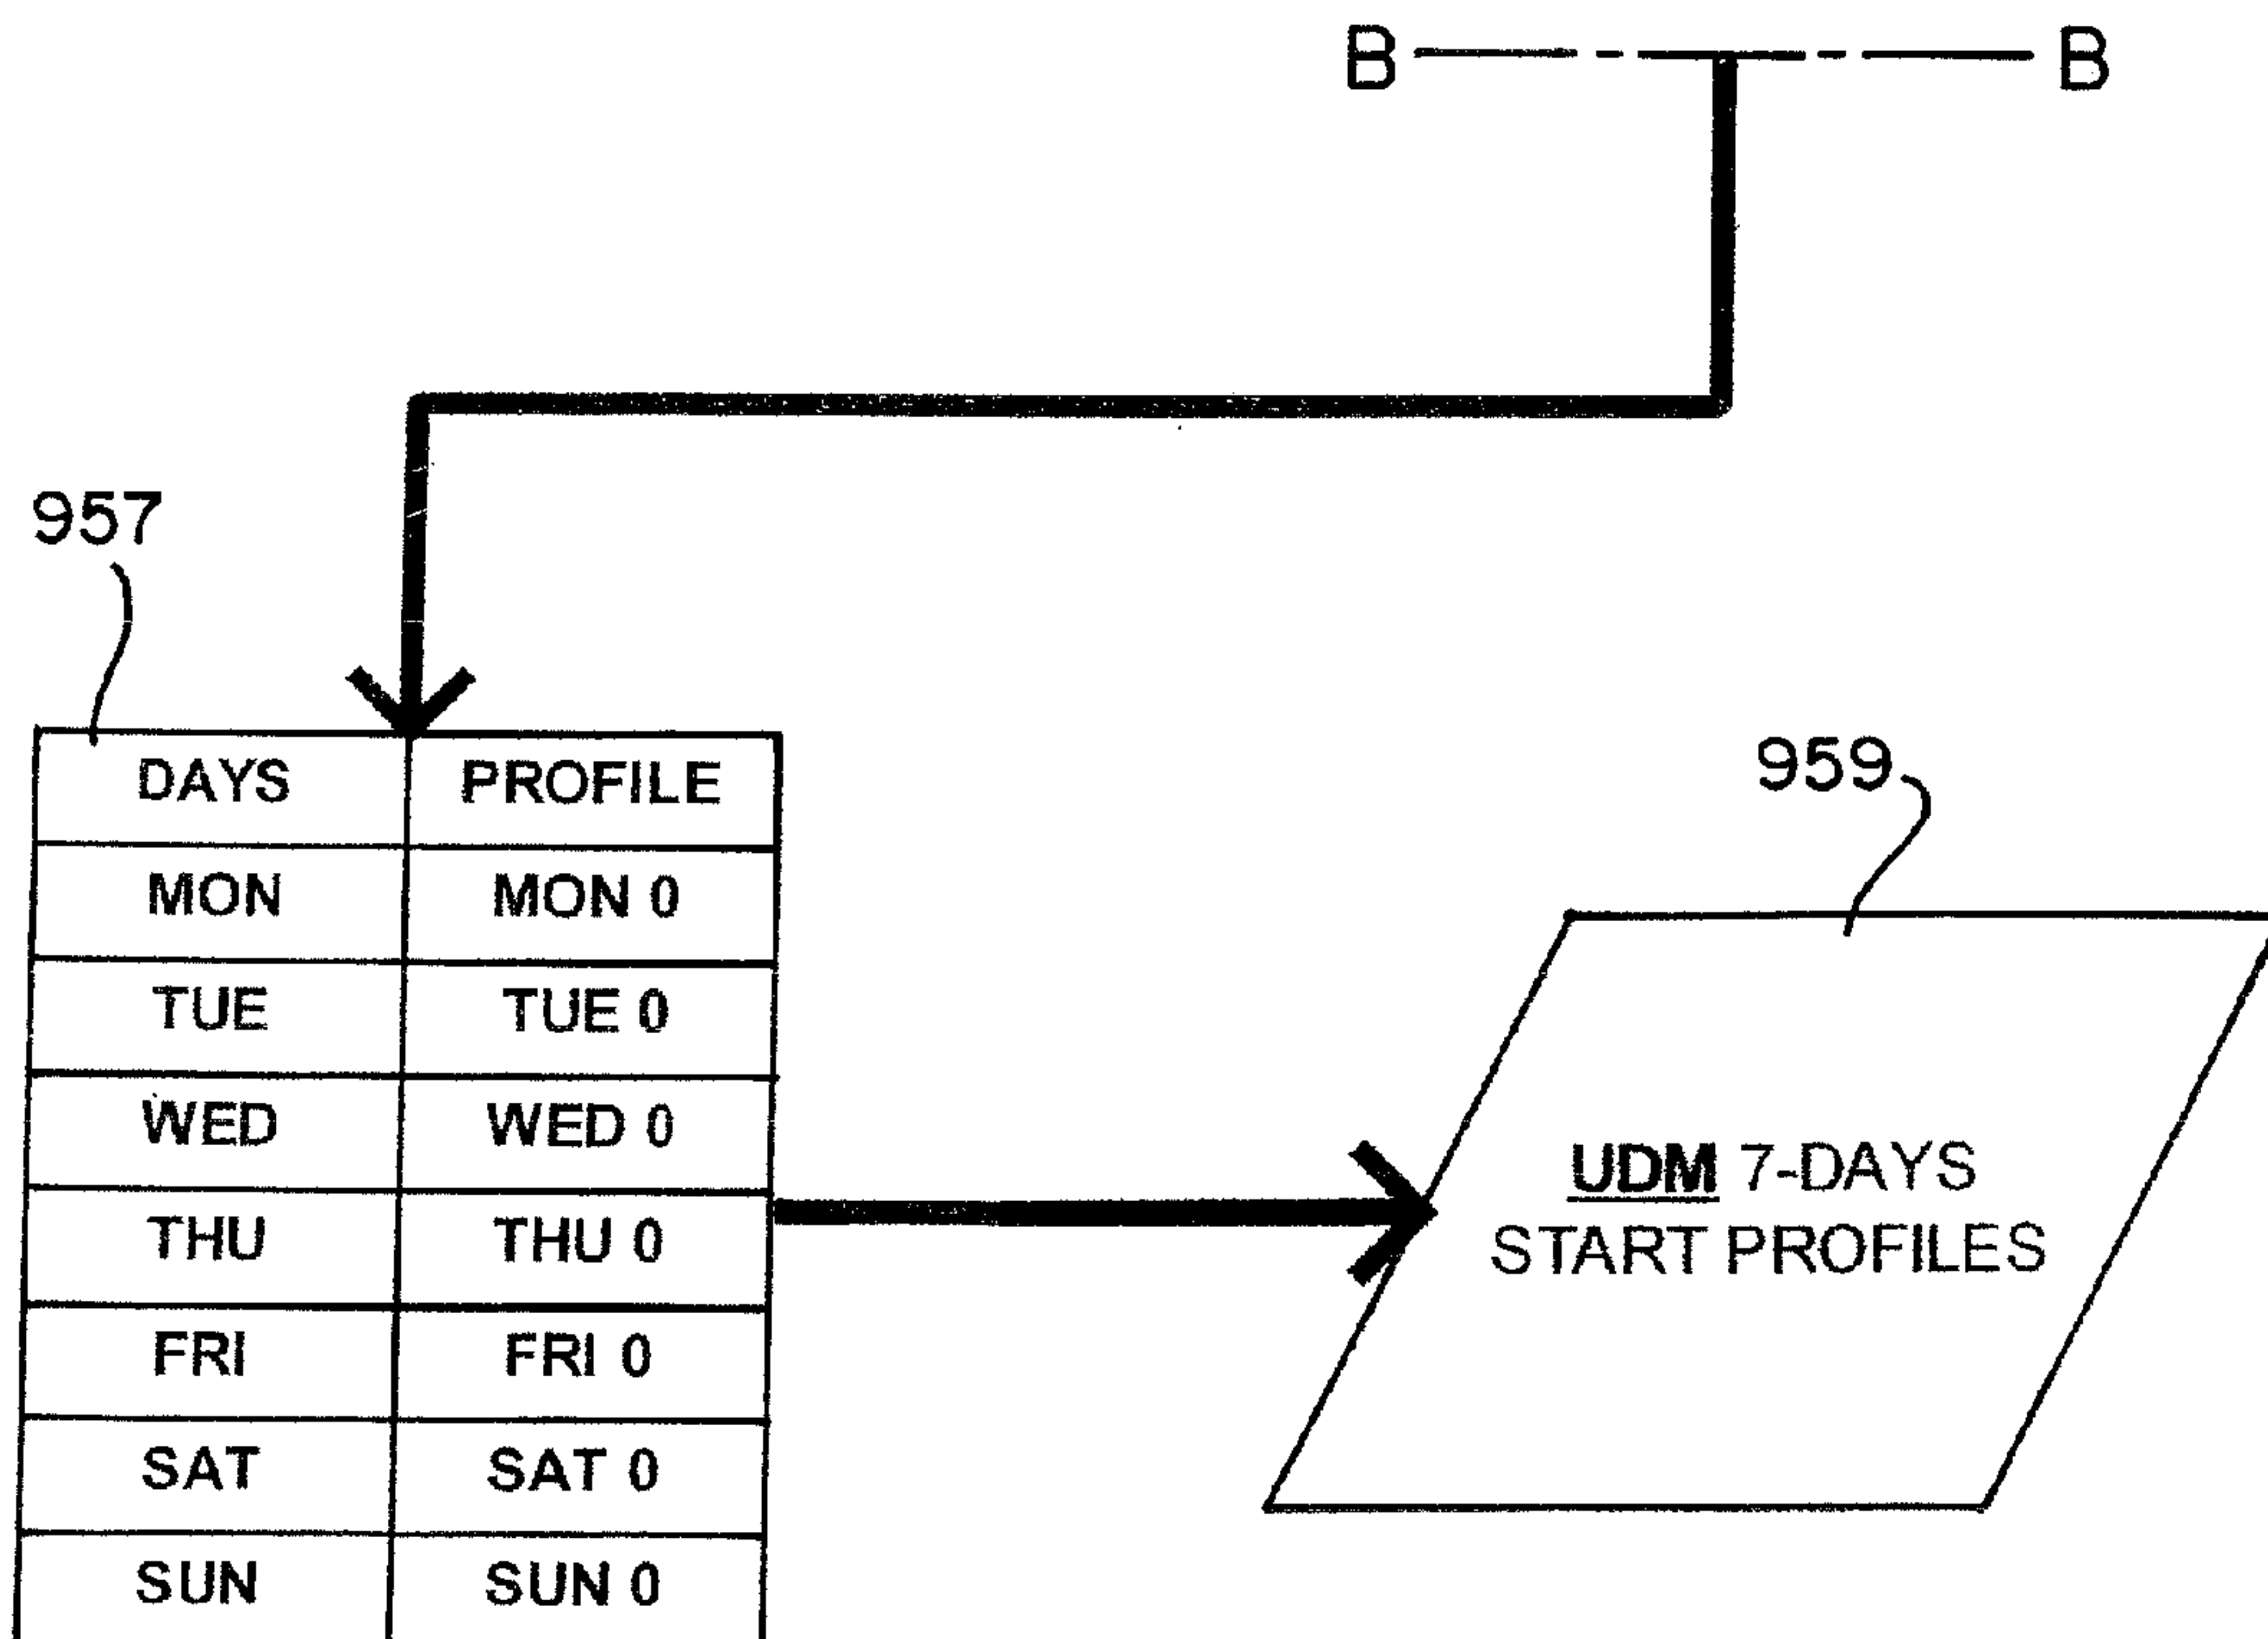 B B
957
DAYS PROFILE
MON MON 0
TUE TUE 0
WED WED 0
THU THU 0
FRI FRI 0
SAT SAT 0
SUN SUN 0
959
UDM 7-DAYS
START PROFILES